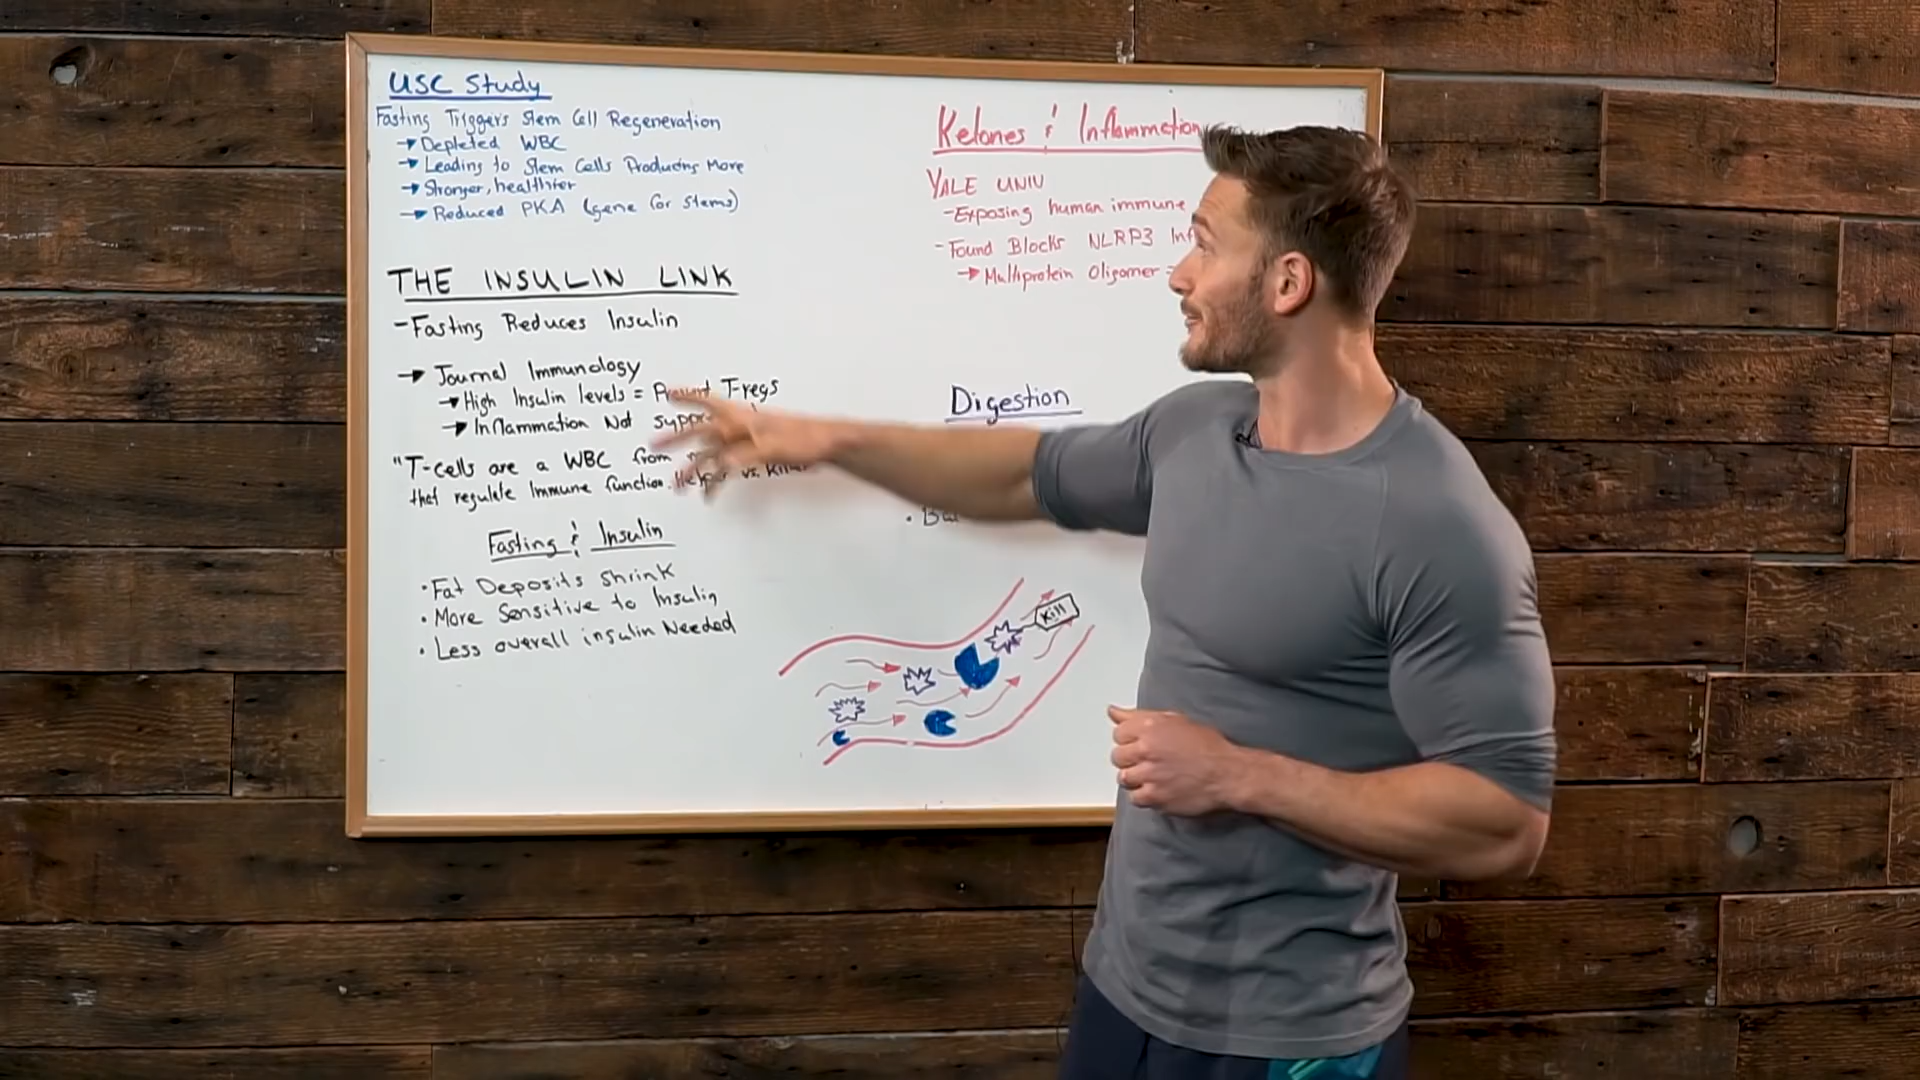 USC Study
Fasting Triggers Stem Cell Regeneration
→ Depleted WBC
→ Leading to Stem Cells Producing More
→ Stronger, healthier
→ Reduced PKA (gene for stems)
THE INSULIN LINK
- Fasting Reduces Insulin
→ Journal Immunology
→ High Insulin levels = Prevent T-regs
→ Inflammation Not
"T-cells are a WBC from
that regulate Immune function. Helper vs. Killer
Fasting & Insulin
• Fat Deposits Shrink
• More Sensitive to Insulin
• Less overall insulin Needed
Ketones & Inflammation
YALE UNIV
- Exposing human immune
- Found Blocks NLRP3
→ Multiprotein Oligomer =
Digestion
Kill